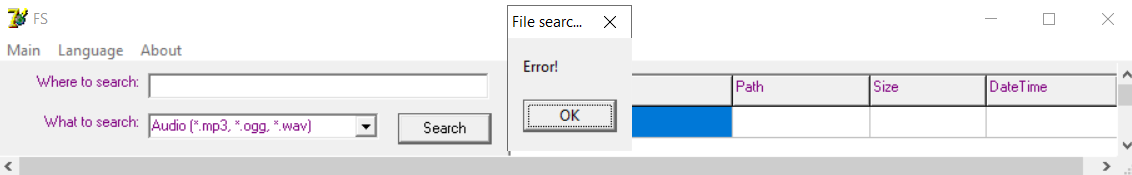 FS
File searc...
Main Language About
Error!
OK
Where to search:
What to search:
Audio (*.mp3, *.ogg, *.wav)
Search
Path Size DateTime